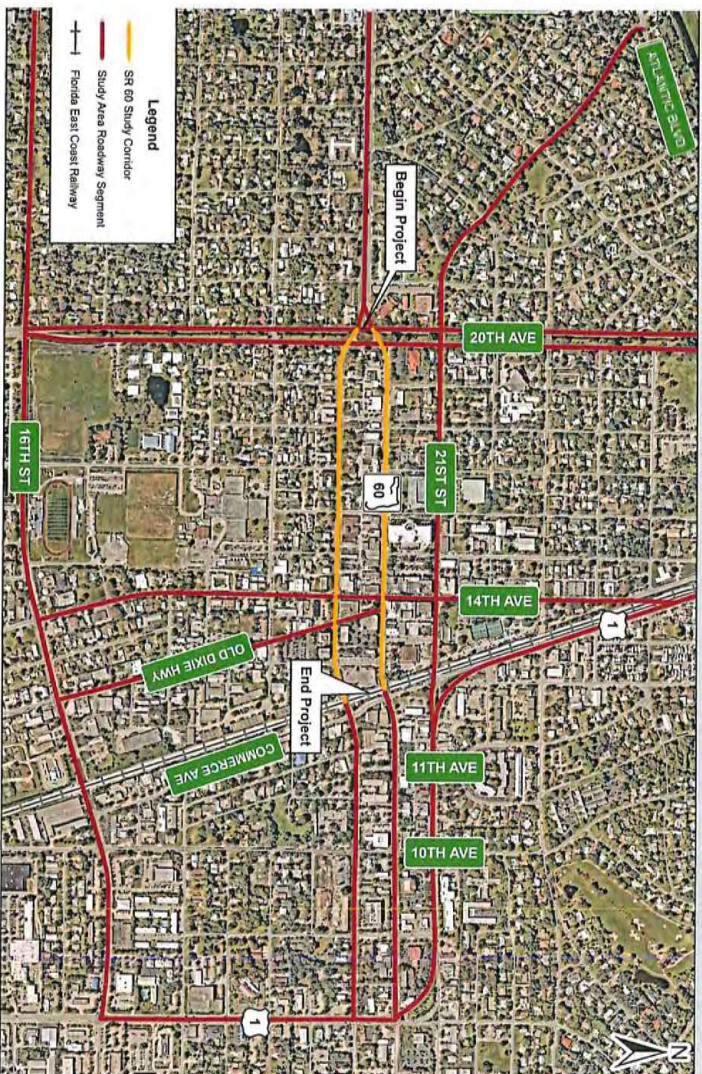 ATLANTIC BLVD
N
Begin Project
20TH AVE
21ST ST
60
16TH ST
14TH AVE
1
OLD DIXIE HWY
End Project
COMMERCE AVE
11TH AVE
10TH AVE
1
Legend
SR 60 Study Corridor
Study Area Roadway Segment
Florida East Coast Railway